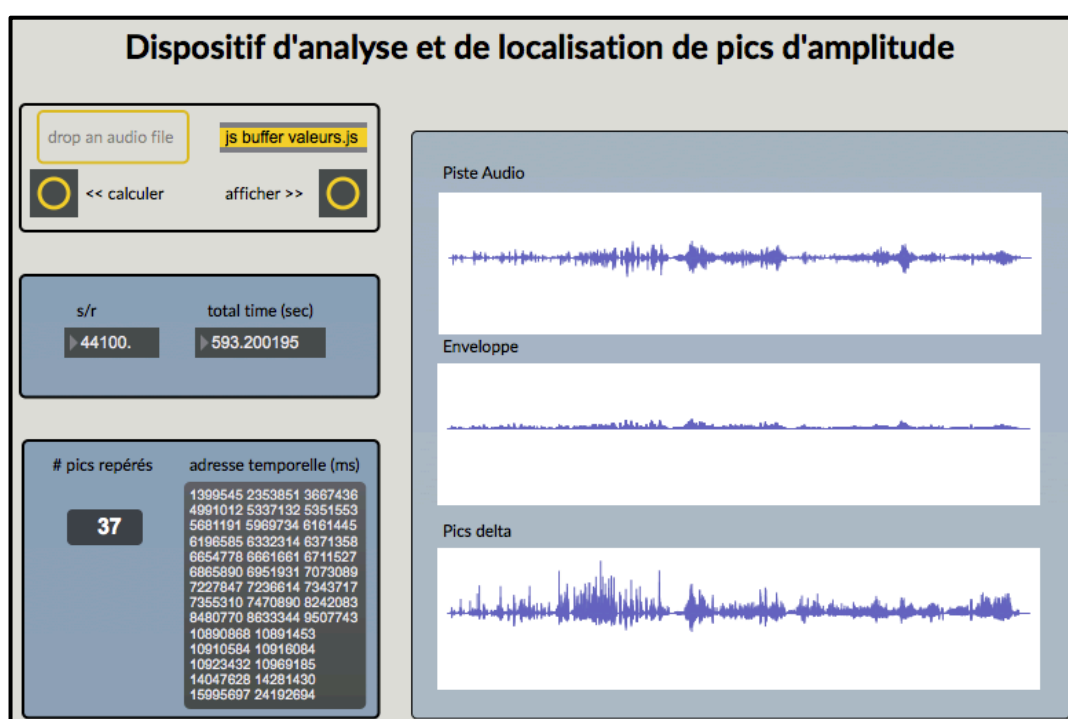 Dispositif d'analyse et de localisation de pics d'amplitude
drop an audio file
js buffer valeurs.js
<< calculer
afficher >>
s/r
total time (sec)
44100.
593.200195
# pics repérés
adresse temporelle (ms)
37
1399545 2353851 3667436
4991012 5337132 5351553
5681191 5969734 6161445
6196585 6332314 6371358
6654778 6661661 6711527
6865890 6951931 7073089
7227847 7236614 7343717
7355310 7470890 8242083
8480770 8633344 9507743
10890868 10891453
10910584 10916084
10923432 10969185
14047628 14281430
15995697 24192694
Piste Audio
Enveloppe
Pics delta